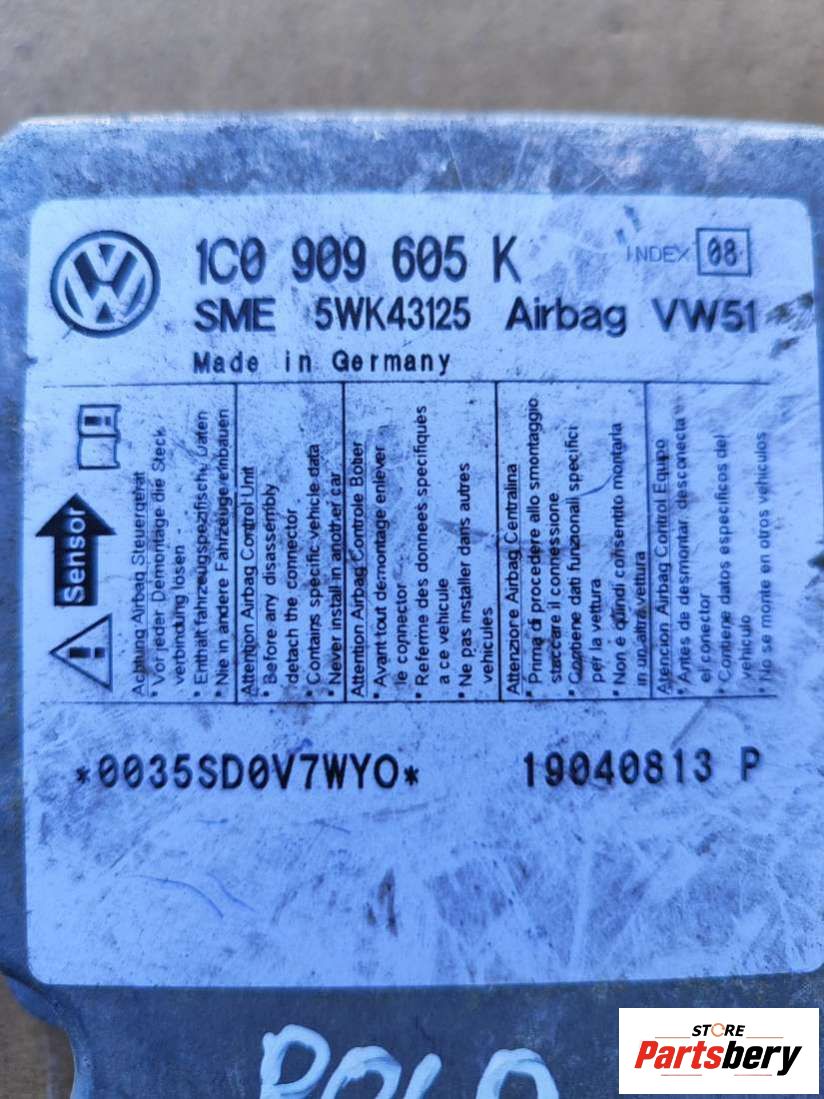 1C0 909 605 K
INDEX 08
SME 5WK43125 Airbag VW51
Made in Germany
Sensor
Achtung Airbag Steuergerät
• Vor jeder Demontage die Steck-
verbindung lösen
• Enthält fahrzeugspezifische Daten
• Nie in andere Fahrzeuge einbauen
Attention Airbag Control Unit
• Before any disassembly
detach the connector
• Contains specific vehicle data
• Never install in another car
Attention Airbag Controle Boitier
• Avant tout demontage enlever
le connector
• Referme des donnees specifiques
a ce vehicule
• Ne pas installer dans autres
vehicules
Attenzione Airbag Centralina
• Prima di procedere allo smontaggio
staccare il connessione
• Contiene dati funzionali specifici
per la vettura
• Non è quindi consentito montarla
in un altra vettura
Atencion Airbag Control Equipo
• Antes de desmontar, desconecta
el conector
• Contiene datos especificos del
vehiculo
• No se monte en otros vehiculos
*0035SD0V7WYO* 19040813 P
POLO
STORE
Partsbery